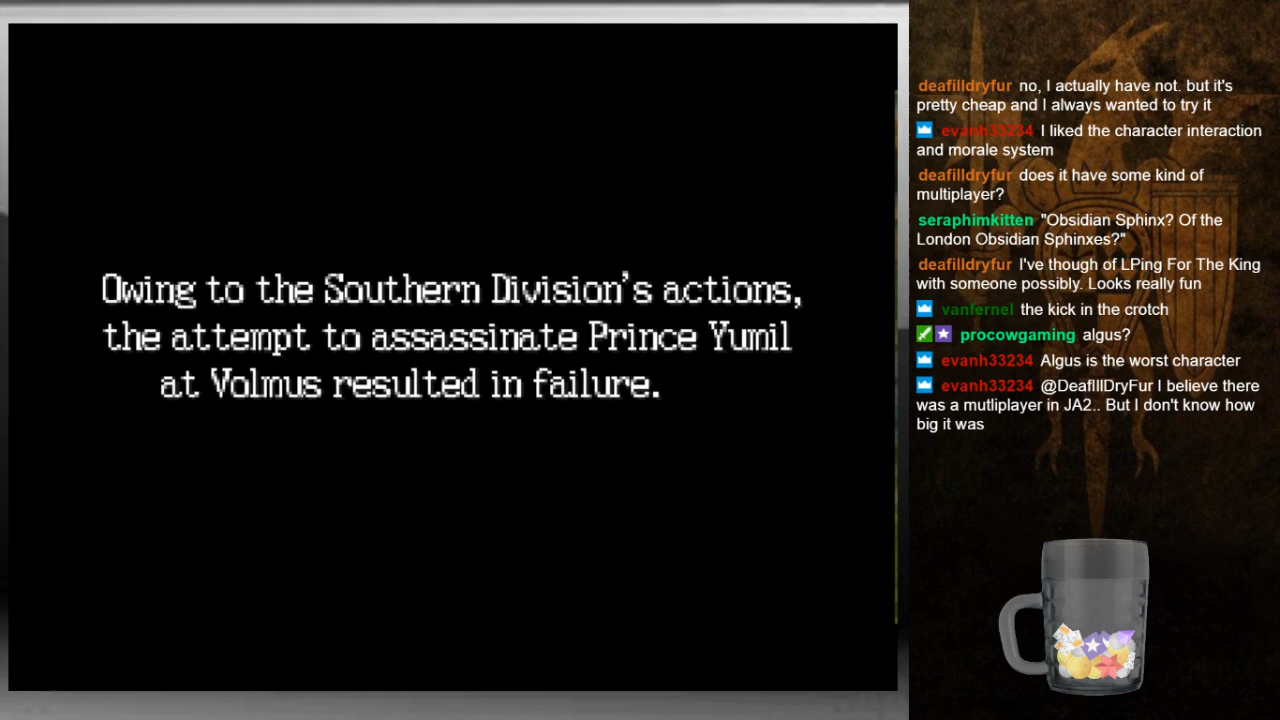 Owing to the Southern Division's actions,
the attempt to assassinate Prince Yumil
at Volmus resulted in failure.
deafilldryfur no, I actually have not. but it's
pretty cheap and I always wanted to try it
evanh33234 I liked the character interaction
and morale system
deafilldryfur does it have some kind of
multiplayer?
seraphimkitten "Obsidian Sphinx? Of the
London Obsidian Sphinxes?"
deafilldryfur I've though of LPing For The King
with someone possibly. Looks really fun
vanfernel the kick in the crotch
procowgaming algus?
evanh33234 Algus is the worst character
evanh33234 @DeafIllDryFur I believe there
was a mutliplayer in JA2.. But I don't know how
big it was